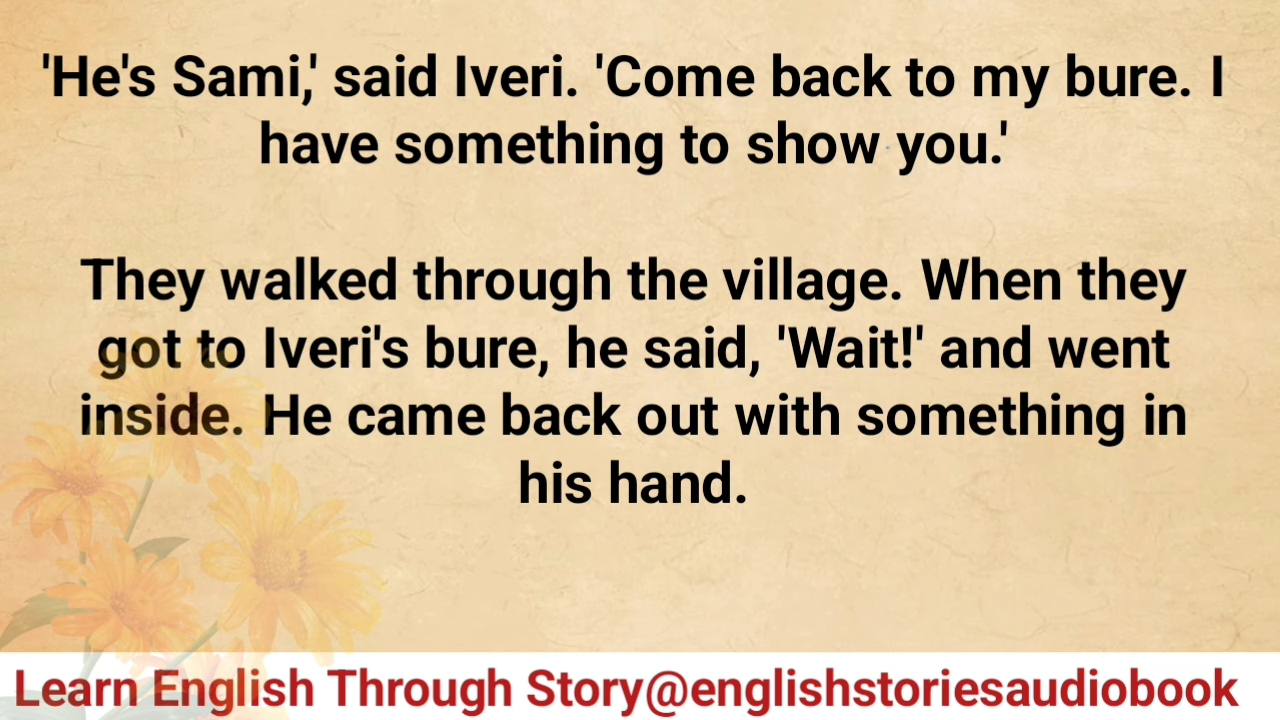 'He's Sami,' said Iveri. 'Come back to my bure. I
have something to show you.'
They walked through the village. When they
got to Iveri's bure, he said, 'Wait!' and went
inside. He came back out with something in
his hand.
Learn English Through Story@englishstoriesaudiobook